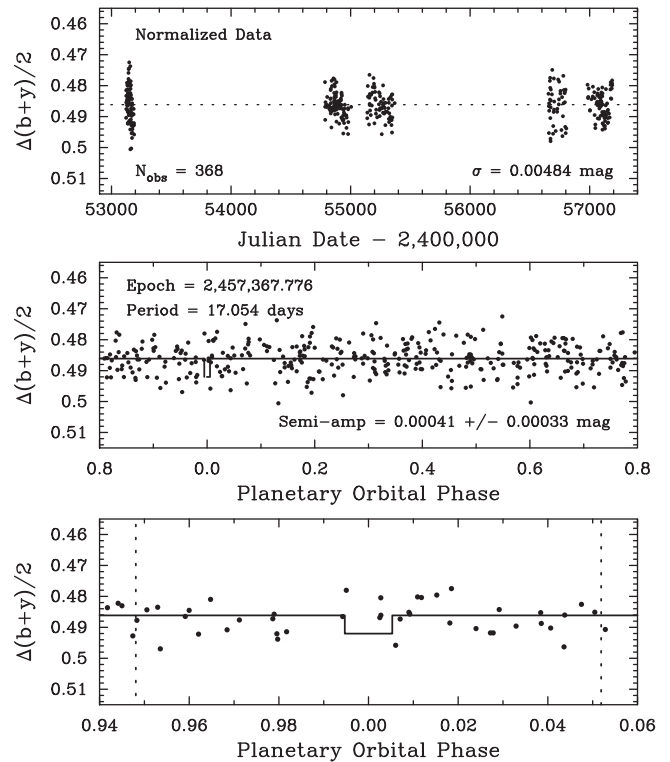 Normalized Data
N_obs = 368
σ = 0.00484 mag
Δ(b+y)/2
0.46
0.47
0.48
0.49
0.5
0.51
53000 54000 55000 56000 57000
Julian Date − 2,400,000
Epoch = 2,457,367.776
Period = 17.054 days
Semi-amp = 0.00041 +/− 0.00033 mag
Δ(b+y)/2
0.46
0.47
0.48
0.49
0.5
0.51
0.8 0.0 0.2 0.4 0.6 0.8
Planetary Orbital Phase
Δ(b+y)/2
0.46
0.47
0.48
0.49
0.5
0.51
0.94 0.96 0.98 0.00 0.02 0.04 0.06
Planetary Orbital Phase